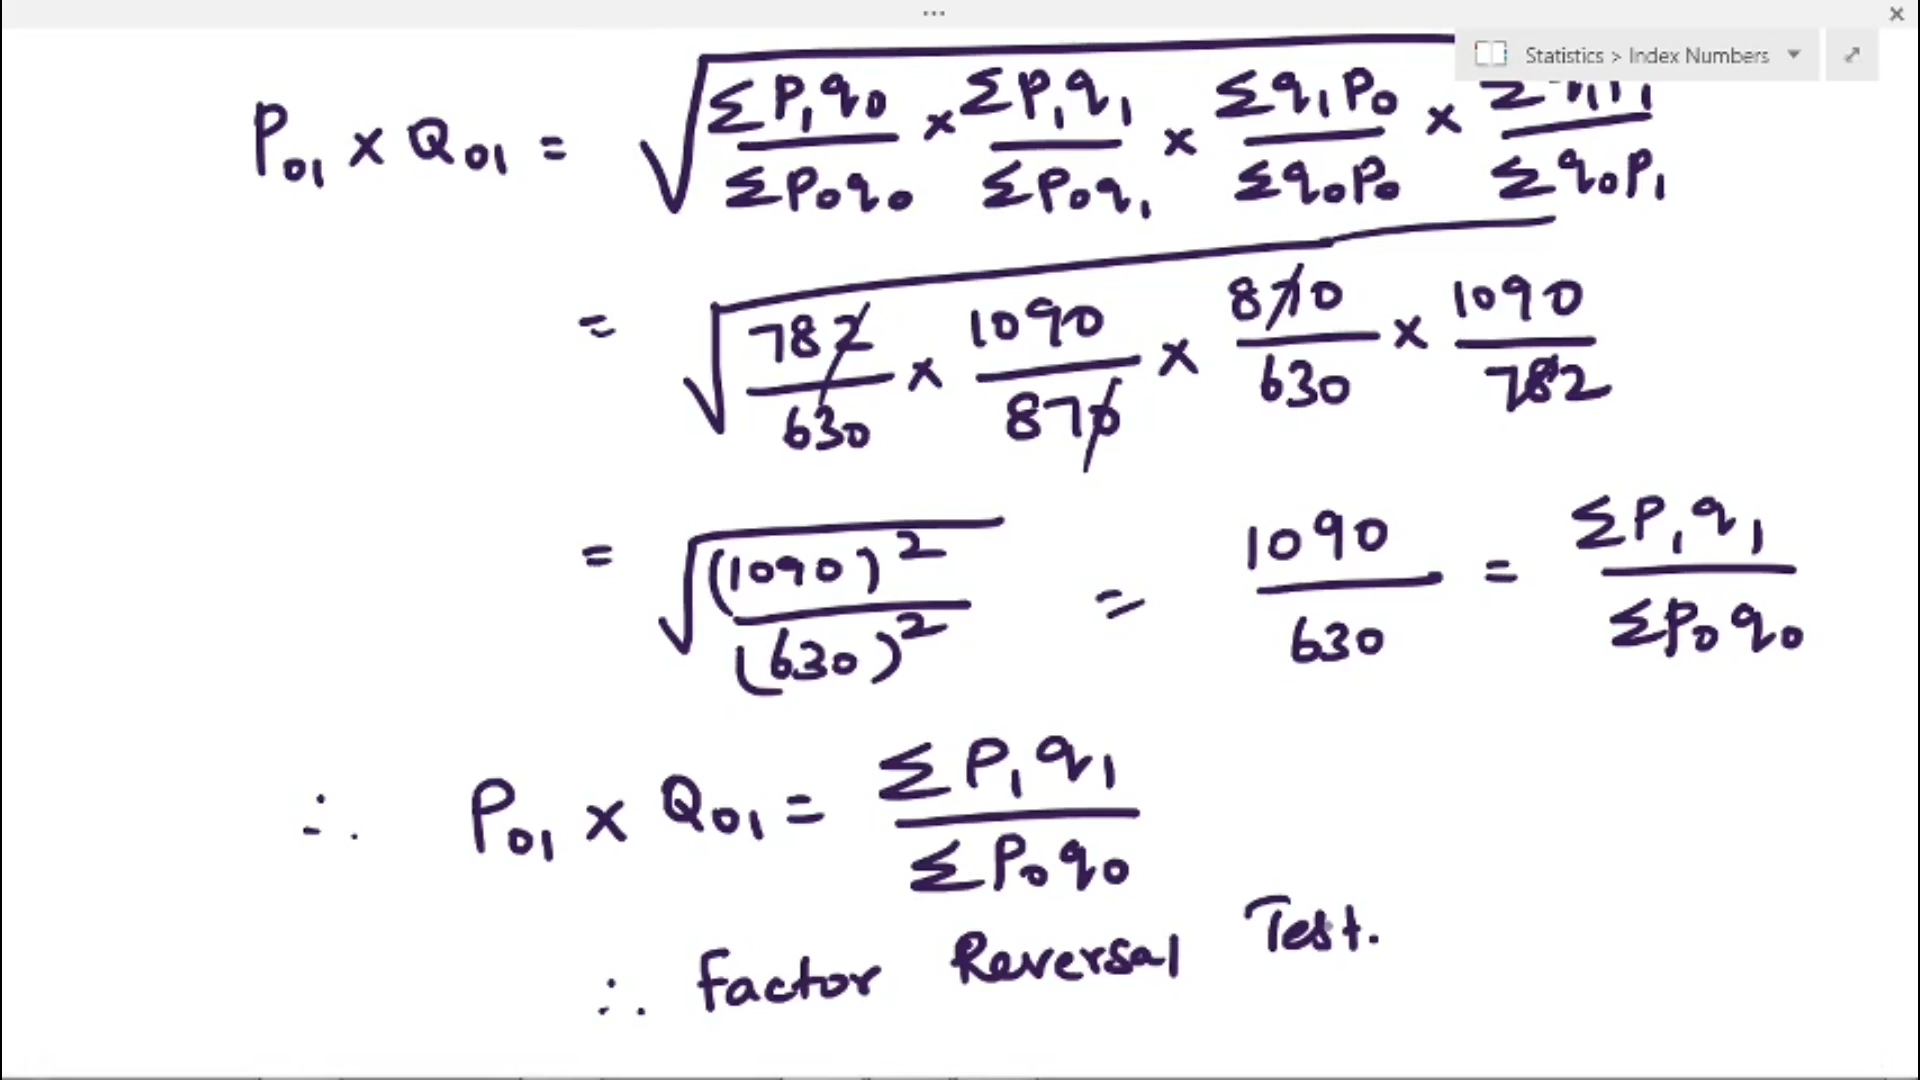 Statistics > Index Numbers
P₀₁ × Q₀₁ = √(ΣP₁q₀/ΣP₀q₀ × ΣP₁q₁/ΣP₀q₁ × Σq₁P₀/Σq₀P₀ × Σ/Σq₀P₁)
= √(782/630 × 1090/870 × 870/630 × 1090/782)
= √((1090)²/(630)²) = 1090/630 = ΣP₁q₁/ΣP₀q₀
∴ P₀₁ × Q₀₁ = ΣP₁q₁/ΣP₀q₀
∴ Factor Reversal Test.